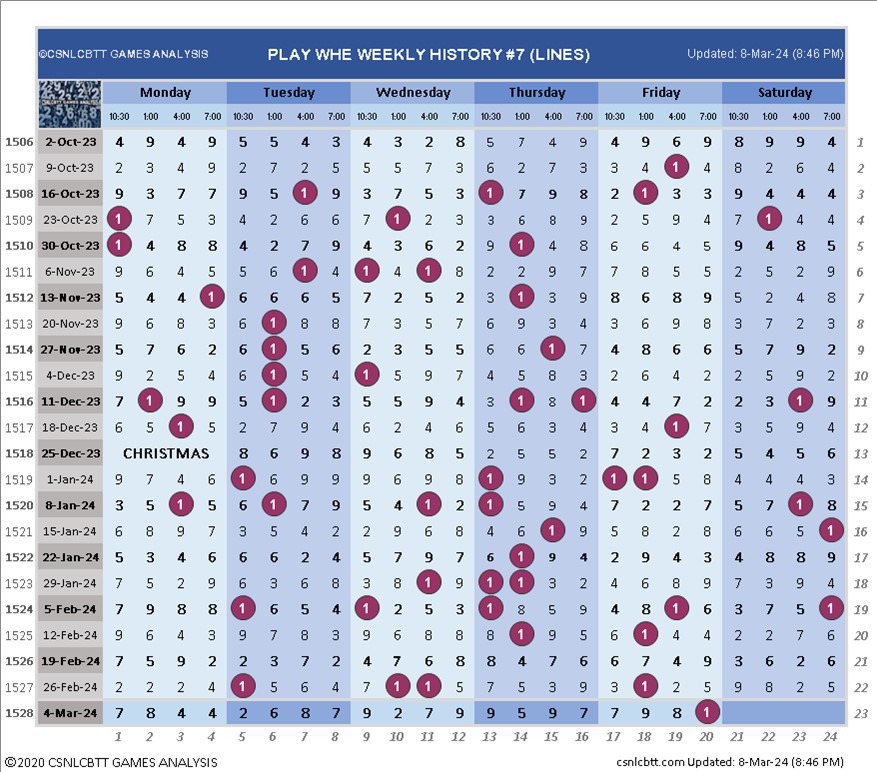 ©CSNLCBTT GAMES ANALYSIS PLAY WHE WEEKLY HISTORY #7 (LINES) Updated: 8-Mar-24 (8:46 PM)
Monday Tuesday Wednesday Thursday Friday Saturday
10:30 1:00 4:00 7:00 10:30 1:00 4:00 7:00 10:30 1:00 4:00 7:00 10:30 1:00 4:00 7:00 10:30 1:00 4:00 7:00 10:30 1:00 4:00 7:00
1506 2-Oct-23 4 9 4 9 5 5 4 3 4 3 2 8 5 7 4 9 4 9 6 9 8 9 9 4 1
1507 9-Oct-23 2 3 4 9 2 7 2 5 5 5 7 3 6 2 7 3 3 4 1 4 8 2 6 4 2
1508 16-Oct-23 9 3 7 7 9 5 1 9 3 7 5 3 1 7 9 8 2 1 3 3 9 4 4 4 3
1509 23-Oct-23 1 7 5 3 4 2 6 6 7 1 2 3 3 6 8 9 2 5 9 4 7 1 4 4 4
1510 30-Oct-23 1 4 8 8 4 2 7 9 4 3 6 2 9 1 4 8 6 6 4 5 9 4 8 5 5
1511 6-Nov-23 9 6 4 5 5 6 1 4 1 4 1 8 2 2 9 7 7 8 5 5 2 5 2 9 6
1512 13-Nov-23 5 4 4 1 6 6 6 5 7 2 5 2 3 1 3 9 8 6 8 9 5 2 4 8 7
1513 20-Nov-23 9 6 8 3 6 1 8 8 7 3 5 7 6 9 3 4 3 6 9 8 3 7 2 3 8
1514 27-Nov-23 5 7 6 2 6 1 5 6 2 3 5 5 6 6 1 7 4 8 6 6 5 7 9 2 9
1515 4-Dec-23 9 2 5 4 6 1 5 4 1 5 9 7 4 5 8 3 2 6 4 2 2 5 9 2 10
1516 11-Dec-23 7 1 9 9 5 1 2 3 5 5 9 4 3 1 8 1 4 4 7 2 2 3 1 9 11
1517 18-Dec-23 6 5 1 5 2 7 9 4 6 2 4 6 5 6 3 4 3 4 1 7 3 5 9 4 12
1518 25-Dec-23 CHRISTMAS 8 6 9 8 9 6 8 5 2 5 5 2 7 2 3 2 5 4 5 6 13
1519 1-Jan-24 9 7 4 6 1 6 9 9 9 6 4 9 1 9 3 2 1 1 5 8 4 4 4 3 14
1520 8-Jan-24 3 5 1 5 6 1 7 9 5 4 1 2 1 5 9 4 7 2 2 7 5 7 1 8 15
1521 15-Jan-24 6 8 9 7 3 5 4 2 2 9 6 8 4 6 1 9 5 8 2 8 6 6 5 1 16
1522 22-Jan-24 5 3 4 6 6 6 2 4 5 7 9 7 6 1 9 4 2 9 4 3 4 8 8 9 17
1523 29-Jan-24 7 5 2 9 6 3 6 8 3 8 1 9 1 1 3 2 4 6 8 9 7 3 9 4 18
1524 5-Feb-24 7 9 8 8 1 6 5 4 1 2 5 3 1 8 5 9 4 8 1 6 3 7 5 1 19
1525 12-Feb-24 9 6 4 3 9 7 8 3 9 6 8 8 8 1 9 5 6 1 4 4 2 2 7 6 20
1526 19-Feb-24 7 5 9 2 2 3 7 2 4 7 6 8 8 4 7 6 6 7 4 9 3 6 2 6 21
1527 26-Feb-24 2 2 2 4 1 5 6 4 7 1 1 5 7 5 3 9 3 1 2 5 9 8 2 5 22
1528 4-Mar-24 7 8 4 4 2 6 8 7 9 2 7 9 9 5 9 7 7 9 8 1 23
1 2 3 4 5 6 7 8 9 10 11 12 13 14 15 16 17 18 19 20 21 22 23 24
©2020 CSNLCBTT GAMES ANALYSIS csnlcbtt.com Updated: 8-Mar-24 (8:46 PM)